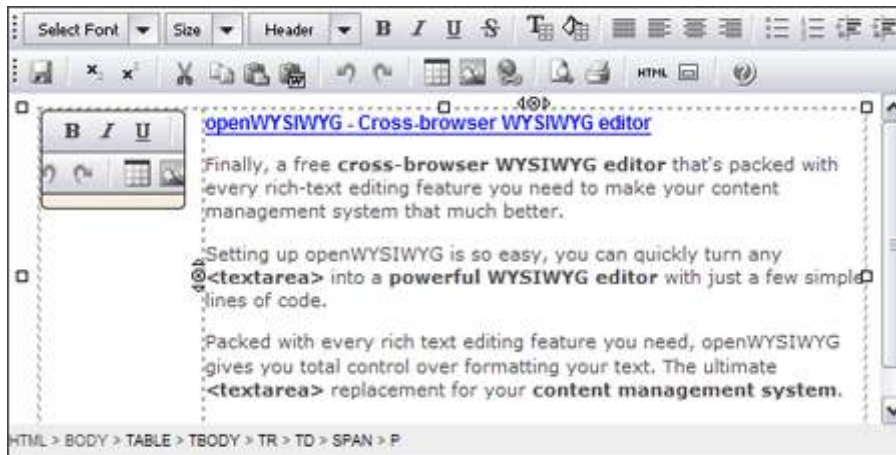 Select Font Size Header B I U S T
x₂ x² W HTML
B I U
openWYSIWYG - Cross-browser WYSIWYG editor
Finally, a free cross-browser WYSIWYG editor that's packed with
every rich-text editing feature you need to make your content
management system that much better.
Setting up openWYSIWYG is so easy, you can quickly turn any
<textarea> into a powerful WYSIWYG editor with just a few simple
lines of code.
Packed with every rich text editing feature you need, openWYSIWYG
gives you total control over formatting your text. The ultimate
<textarea> replacement for your content management system.
HTML > BODY > TABLE > TBODY > TR > TD > SPAN > P